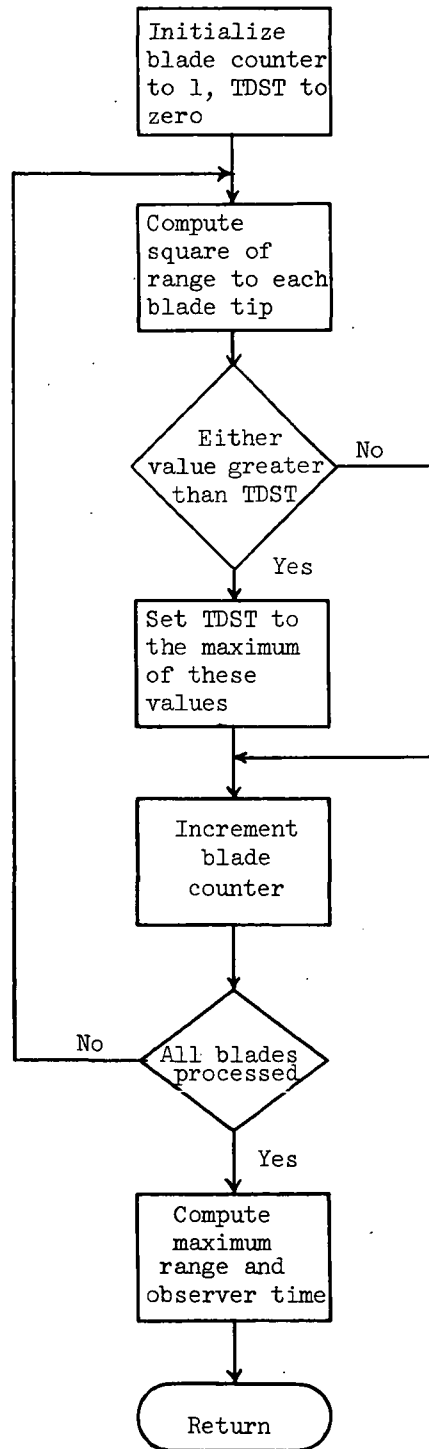 Initialize
blade counter
to 1, TDST to
zero
Compute
square of
range to each
blade tip
Either
value greater
than TDST
No
Yes
Set TDST to
the maximum
of these
values
Increment
blade
counter
No
All blades
processed
Yes
Compute
maximum
range and
observer time
Return